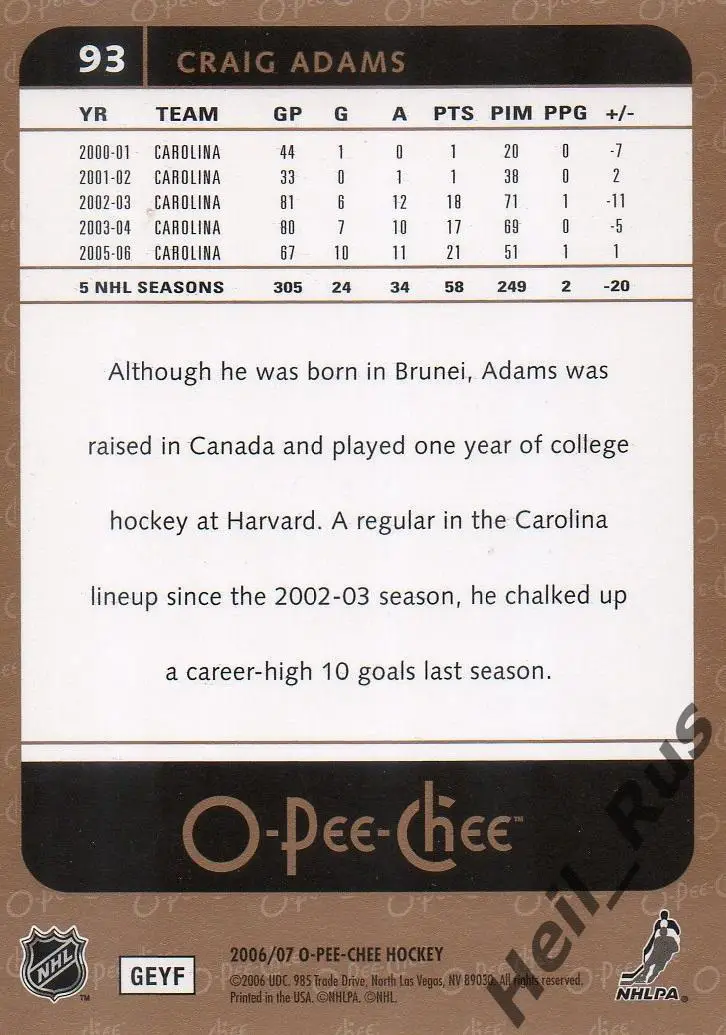 93 CRAIG ADAMS
YR TEAM GP G A PTS PIM PPG +/-
2000-01 CAROLINA 44 1 0 1 20 0 -7
2001-02 CAROLINA 33 0 1 1 38 0 2
2002-03 CAROLINA 81 6 12 18 71 1 -11
2003-04 CAROLINA 80 7 10 17 69 0 -5
2005-06 CAROLINA 67 10 11 21 51 1 1
5 NHL SEASONS 305 24 34 58 249 2 -20
Although he was born in Brunei, Adams was
raised in Canada and played one year of college
hockey at Harvard. A regular in the Carolina
lineup since the 2002-03 season, he chalked up
a career-high 10 goals last season.
O-Pee-Chee™
NHL™
GEYF
2006/07 O-PEE-CHEE HOCKEY
©2006 UDC. 985 Trade Drive, North Las Vegas, NV 89030. All rights reserved.
Printed in the USA. ©NHLPA. ©NHL.
NHLPA®
Heil_Rus